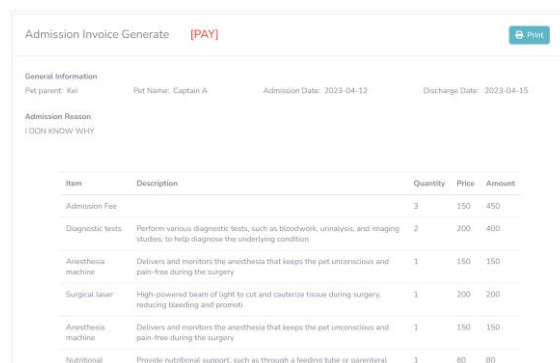 Admission Invoice Generate [PAY] Print
General Information
Pet parent: Kei Pet Name: Captain A Admission Date: 2023-04-12 Discharge Date: 2023-04-15
Admission Reason
I DON KNOW WHY
Item Description Quantity Price Amount
Admission Fee 3 150 450
Diagnostic tests Perform various diagnostic tests, such as bloodwork, urinalysis, and imaging 2 200 400
studies, to help diagnose the underlying condition
Anesthesia Delivers and monitors the anesthesia that keeps the pet unconscious and 1 150 150
machine pain-free during the surgery
Surgical laser High-powered beam of light to cut and cauterize tissue during surgery, 1 200 200
reducing bleeding and promoti
Anesthesia Delivers and monitors the anesthesia that keeps the pet unconscious and 1 150 150
machine pain-free during the surgery
Nutritional Provide nutritional support, such as through a feeding tube or parenteral 1 80 80